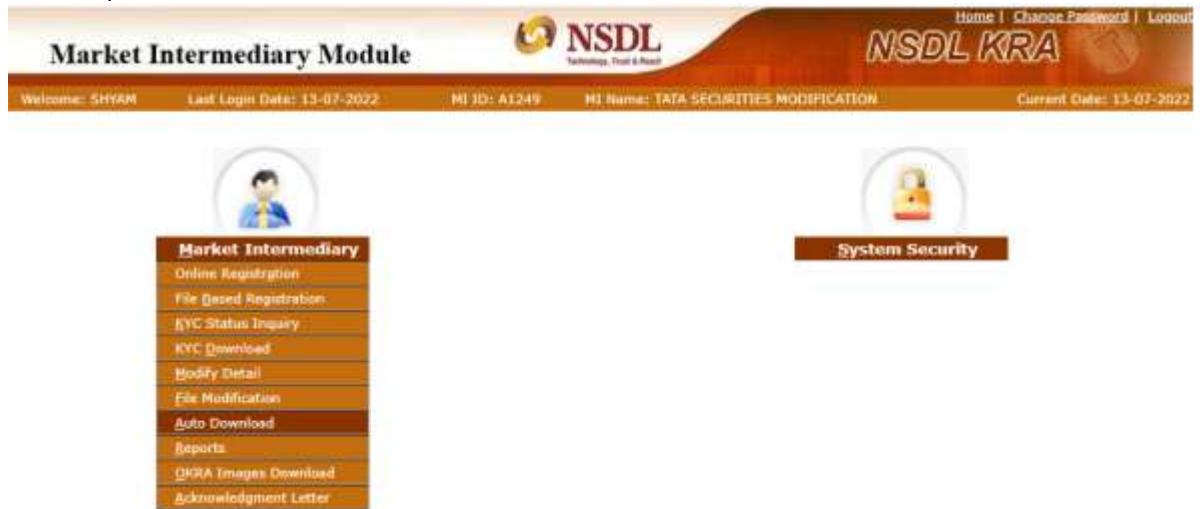 Home | Change Password | Logout
Market Intermediary Module
NSDL
Technology, Trust & Reach
NSDL KRA
Welcome: SHYAM Last Login Date: 13-07-2022 MI ID: A1249 MI Name: TATA SECURITIES MODIFICATION Current Date: 13-07-2022
Market Intermediary
System Security
Online Registration
File Based Registration
KYC Status Inquiry
KYC Download
Modify Detail
File Modification
Auto Download
Reports
OKRA Images Download
Acknowledgment Letter